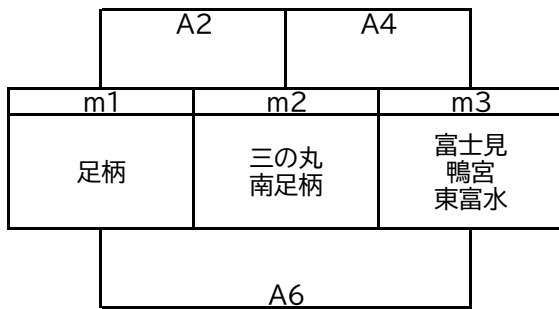 A2 A4
m1 m2 m3
足柄
三の丸
南足柄
富士見
鴨宮
東富水
A6